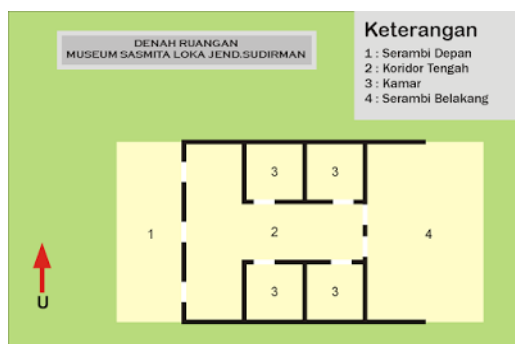 DENAH RUANGAN
MUSEUM SASMITA LOKA JEND.SUDIRMAN
Keterangan
1 : Serambi Depan
2 : Koridor Tengah
3 : Kamar
4 : Serambi Belakang
3 3
1 2 4
3 3
U